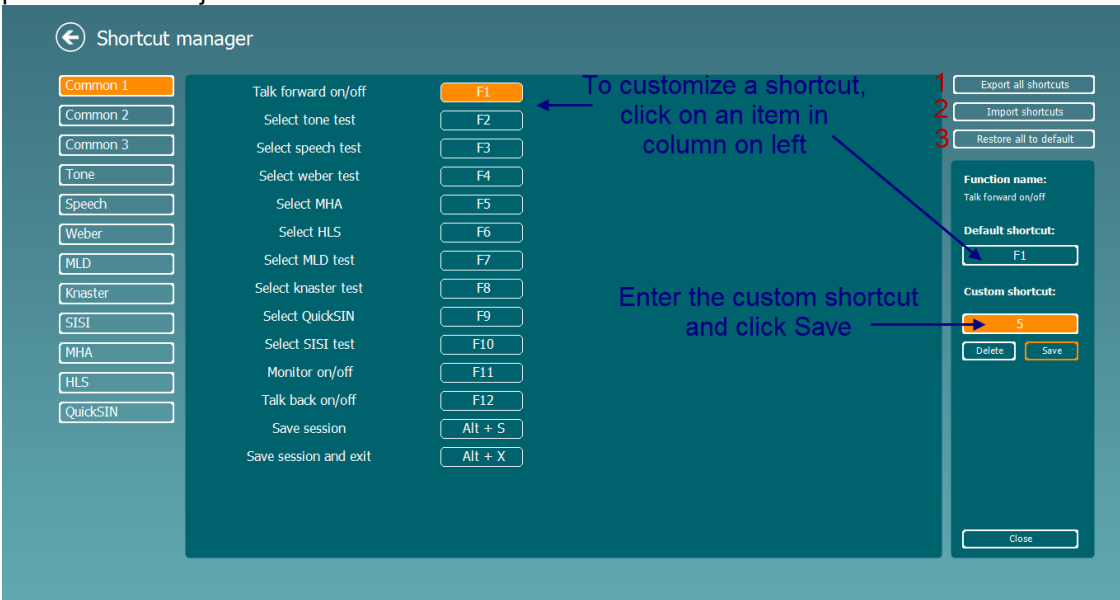 Shortcut manager
Common 1
Common 2
Common 3
Tone
Speech
Weber
MLD
Knaster
SISI
MHA
HLS
QuickSIN
Talk forward on/off F1
Select tone test F2
Select speech test F3
Select weber test F4
Select MHA F5
Select HLS F6
Select MLD test F7
Select knaster test F8
Select QuickSIN F9
Select SISI test F10
Monitor on/off F11
Talk back on/off F12
Save session Alt + S
Save session and exit Alt + X
To customize a shortcut,
click on an item in
column on left
Enter the custom shortcut
and click Save
1 Export all shortcuts
2 Import shortcuts
3 Restore all to default
Function name:
Talk forward on/off
Default shortcut:
F1
Custom shortcut:
5
Delete Save
Close